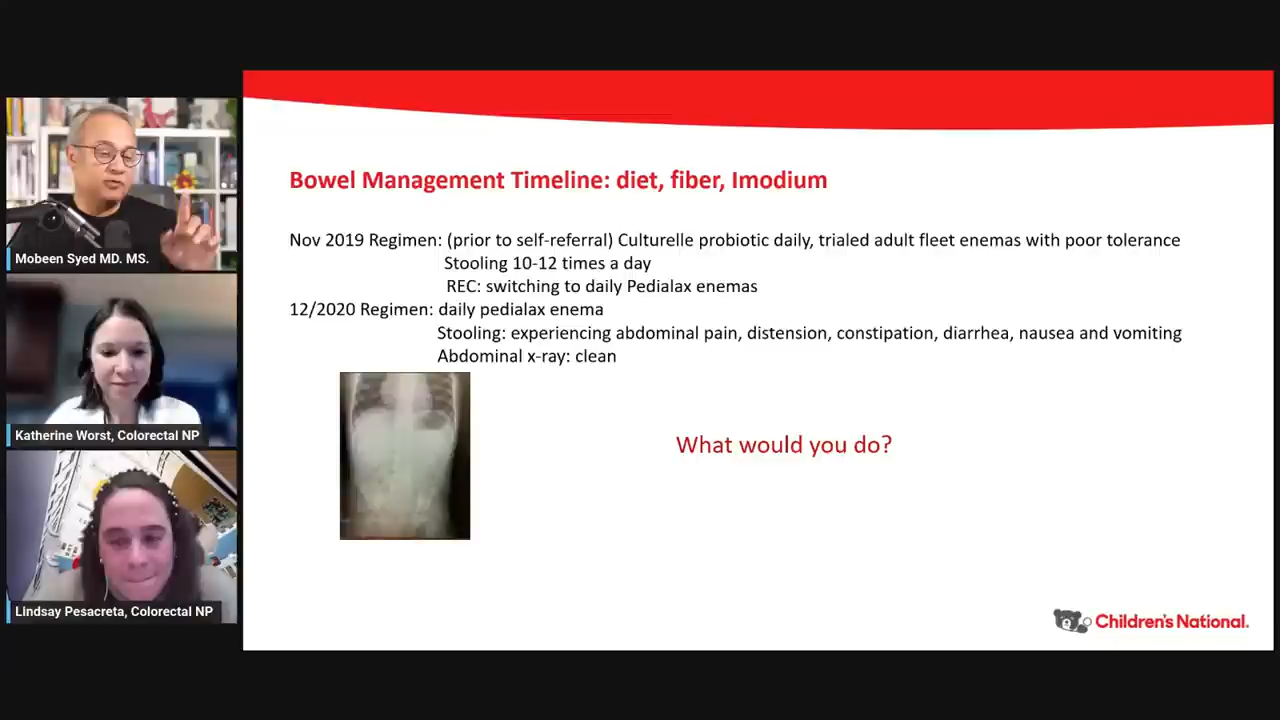 Mobeen Syed MD. MS.
Katherine Worst, Colorectal NP
Lindsay Pesacreta, Colorectal NP
Bowel Management Timeline: diet, fiber, Imodium
Nov 2019 Regimen: (prior to self-referral) Culturelle probiotic daily, trialed adult fleet enemas with poor tolerance
Stooling 10-12 times a day
REC: switching to daily Pedialax enemas
12/2020 Regimen: daily pedialax enema
Stooling: experiencing abdominal pain, distension, constipation, diarrhea, nausea and vomiting
Abdominal x-ray: clean
What would you do?
Children's National.